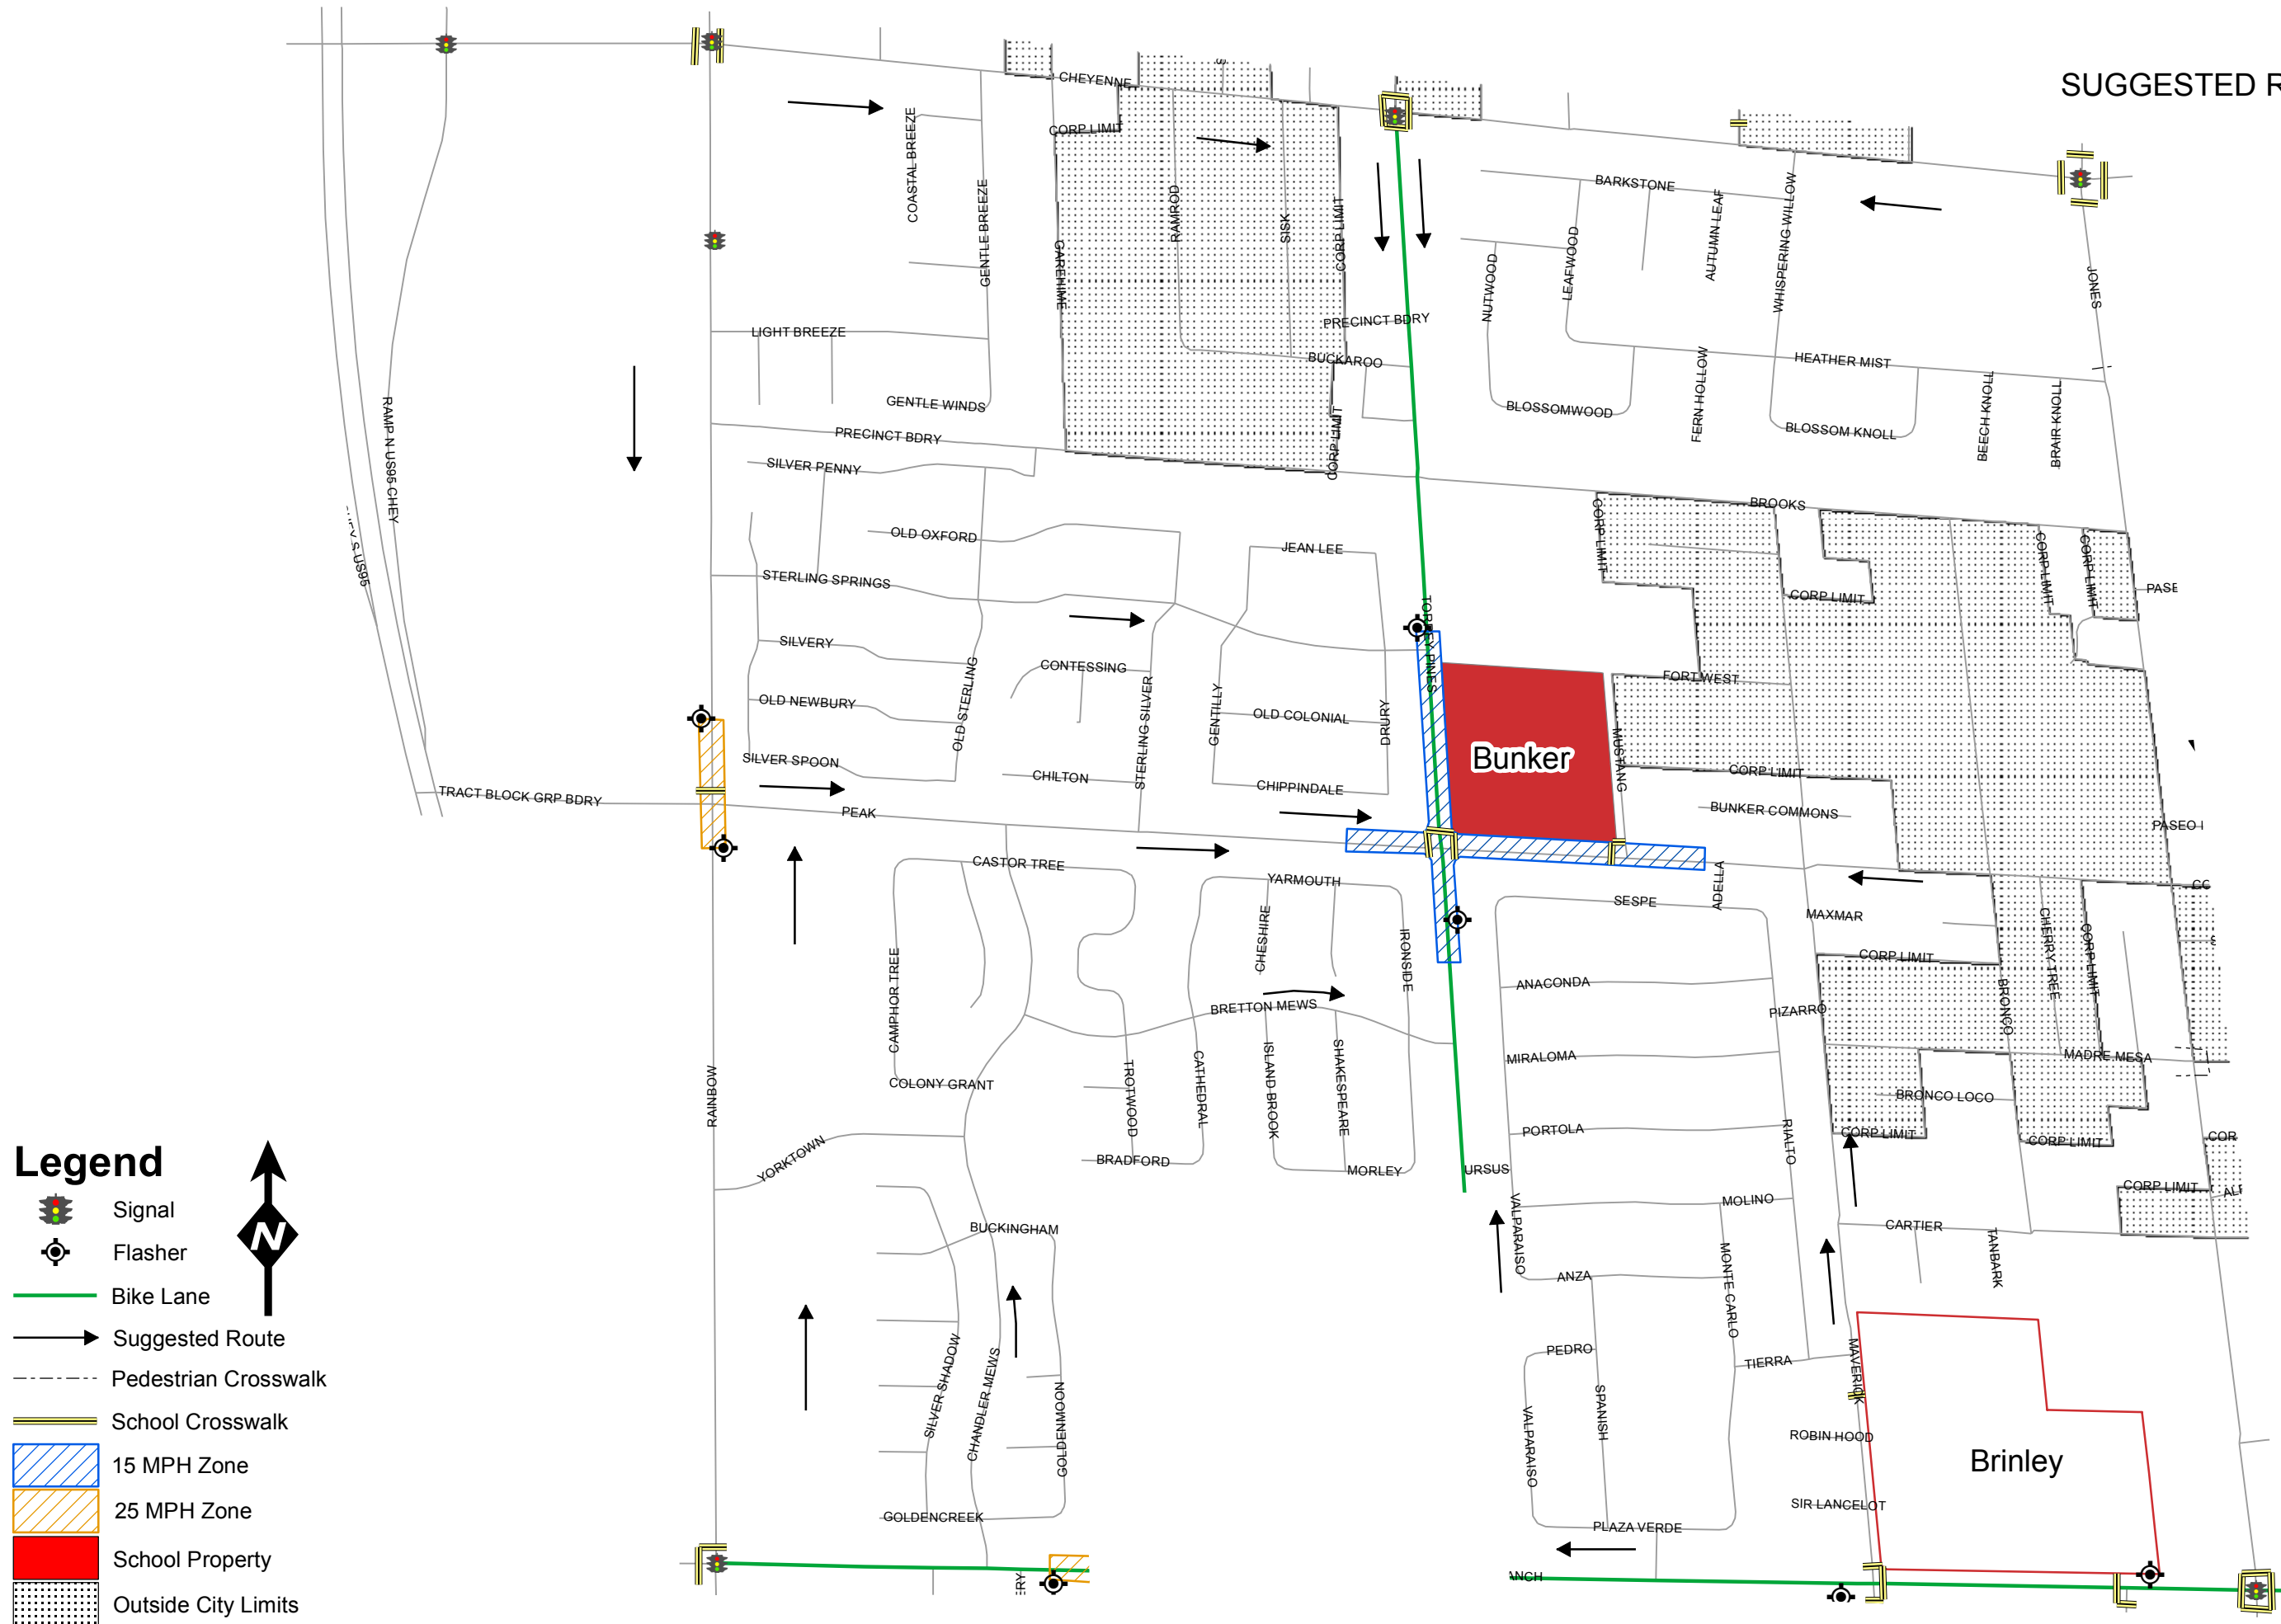 SUGGESTED R
CHEYENNE
CORP LIMIT
COASTAL BREEZE
GENTLE BREEZE
GAREHIME
RAMROD
SISK
CORP LIMIT
BARKSTONE
NUTWOOD
LEAFWOOD
AUTUMN LEAF
WHISPERING WILLOW
JONES
PRECINCT BDRY
BUCKAROO
LIGHT BREEZE
HEATHER MIST
GENTLE WINDS
BLOSSOMWOOD
FERN HOLLOW
BLOSSOM KNOLL
BEECH KNOLL
BRAIR KNOLL
RAMP N US95 CHEY
PRECINCT BDRY
SILVER PENNY
CORP LIMIT
BROOKS
CORP LIMIT
OLD OXFORD
JEAN LEE
CORP LIMIT
CORP LIMIT
CORP LIMIT
PASE
STERLING SPRINGS
TORREY PINES
SILVERY
CONTESSING
FORT WEST
OLD NEWBURY
OLD STERLING
STERLING SILVER
GENTILLY
OLD COLONIAL
DRURY
Bunker
MUSTANG
SILVER SPOON
CHILTON
CHIPPINDALE
CORP LIMIT
BUNKER COMMONS
TRACT BLOCK GRP BDRY
PEAK
PASEO
CASTOR TREE
YARMOUTH
SESPE
ADELLA
MAXMAR
CHERRY TREE
CORP LIMIT
CAMPHOR TREE
CHESHIRE
IRONSIDE
CORP LIMIT
ANACONDA
BRETTON MEWS
PIZARRO
BRONCO
RAINBOW
COLONY GRANT
TROTWOOD
CATHEDRAL
ISLAND BROOK
SHAKESPEARE
MIRALOMA
MADRE MESA
BRONCO LOCO
YORKTOWN
BRADFORD
MORLEY
URSUS
PORTOLA
RIALTO
CORP LIMIT
CORP LIMIT
COR
CORP LIMIT
VALPARAISO
MOLINO
BUCKINGHAM
CARTIER
TANBARK
ANZA
MONTE CARLO
SILVER SHADOW
CHANDLER MEWS
GOLDENMOON
PEDRO
TIERRA
MAVERICK
VALPARAISO
SPANISH
ROBIN HOOD
Brinley
SIR LANCELOT
GOLDENCREEK
PLAZA VERDE
Legend
N
Signal
Flasher
Bike Lane
Suggested Route
Pedestrian Crosswalk
School Crosswalk
15 MPH Zone
25 MPH Zone
School Property
Outside City Limits